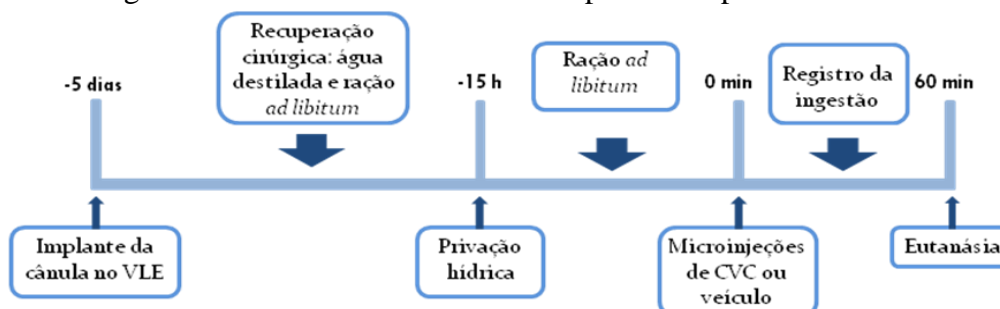 Recuperação
cirúrgica: água
destilada e ração
ad libitum
Ração ad
libitum
Registro da
ingestão
-5 dias
-15 h
0 min
60 min
Implante da
cânula no VLE
Privação
hídrica
Microinjeções
de CVC ou
veículo
Eutanásia